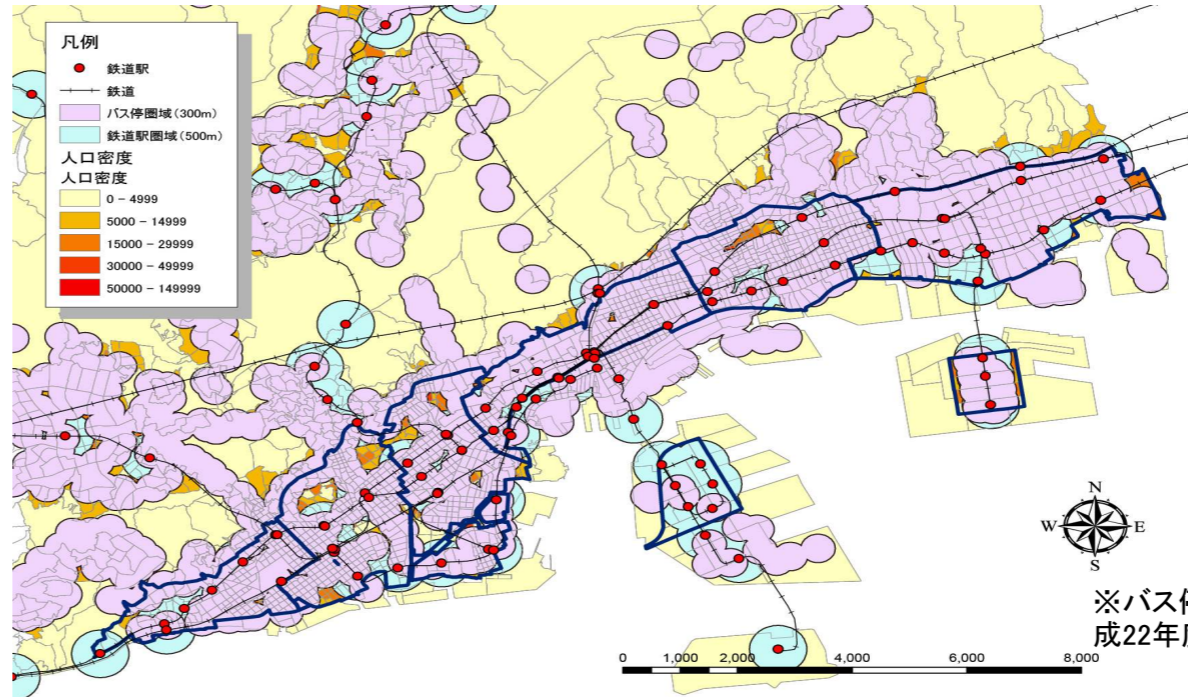 凡例
鉄道駅
鉄道
バス停圏域(300m)
鉄道駅圏域(500m)
人口密度
人口密度
0 - 4999
5000 - 14999
15000 - 29999
30000 - 49999
50000 - 149999
N
W E
S
※バス停
成22年度
0 1,000 2,000 4,000 6,000 8,000